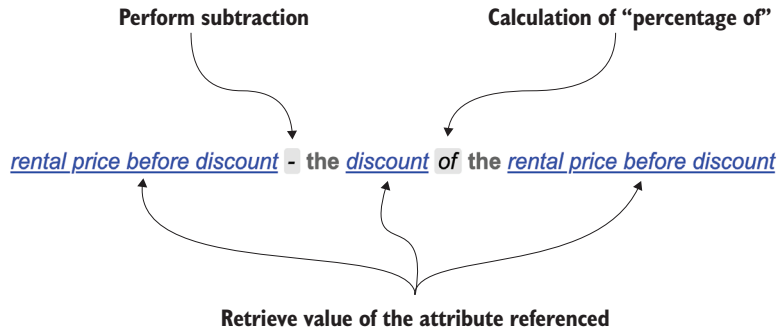 Perform subtraction
Calculation of “percentage of”
rental price before discount - the discount of the rental price before discount
Retrieve value of the attribute referenced